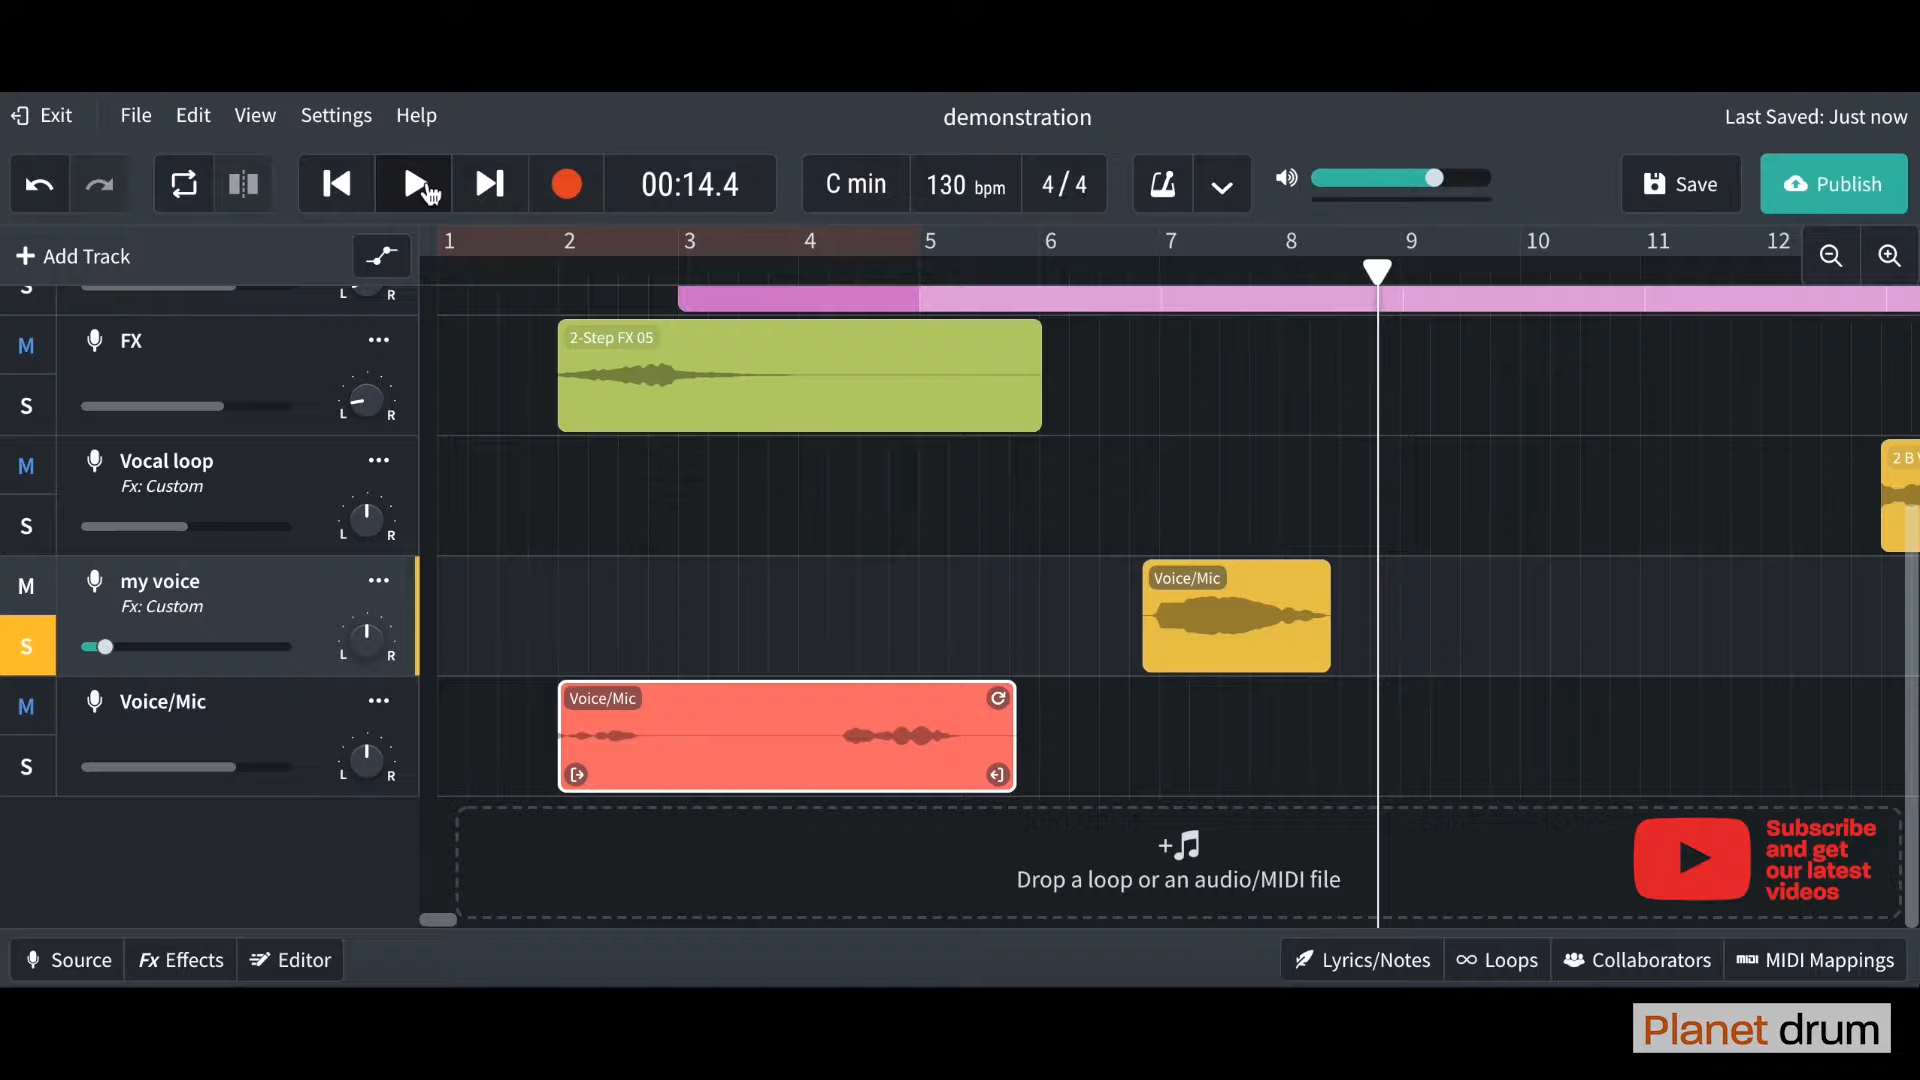 Exit File Edit View Settings Help
demonstration
Last Saved: Just now
00:14.4
C min
130 bpm
4 / 4
Save
Publish
+ Add Track
1 2 3 4 5 6 7 8 9 10 11 12
S
L R
M
FX
S
L R
2-Step FX 05
M
Vocal loop
Fx: Custom
S
L R
2 B
M
my voice
Fx: Custom
S
L R
Voice/Mic
M
Voice/Mic
S
L R
Voice/Mic
Drop a loop or an audio/MIDI file
Subscribe
and get
our latest
videos
Source
Fx Effects
Editor
Lyrics/Notes
Loops
Collaborators
MIDI Mappings
Planet drum